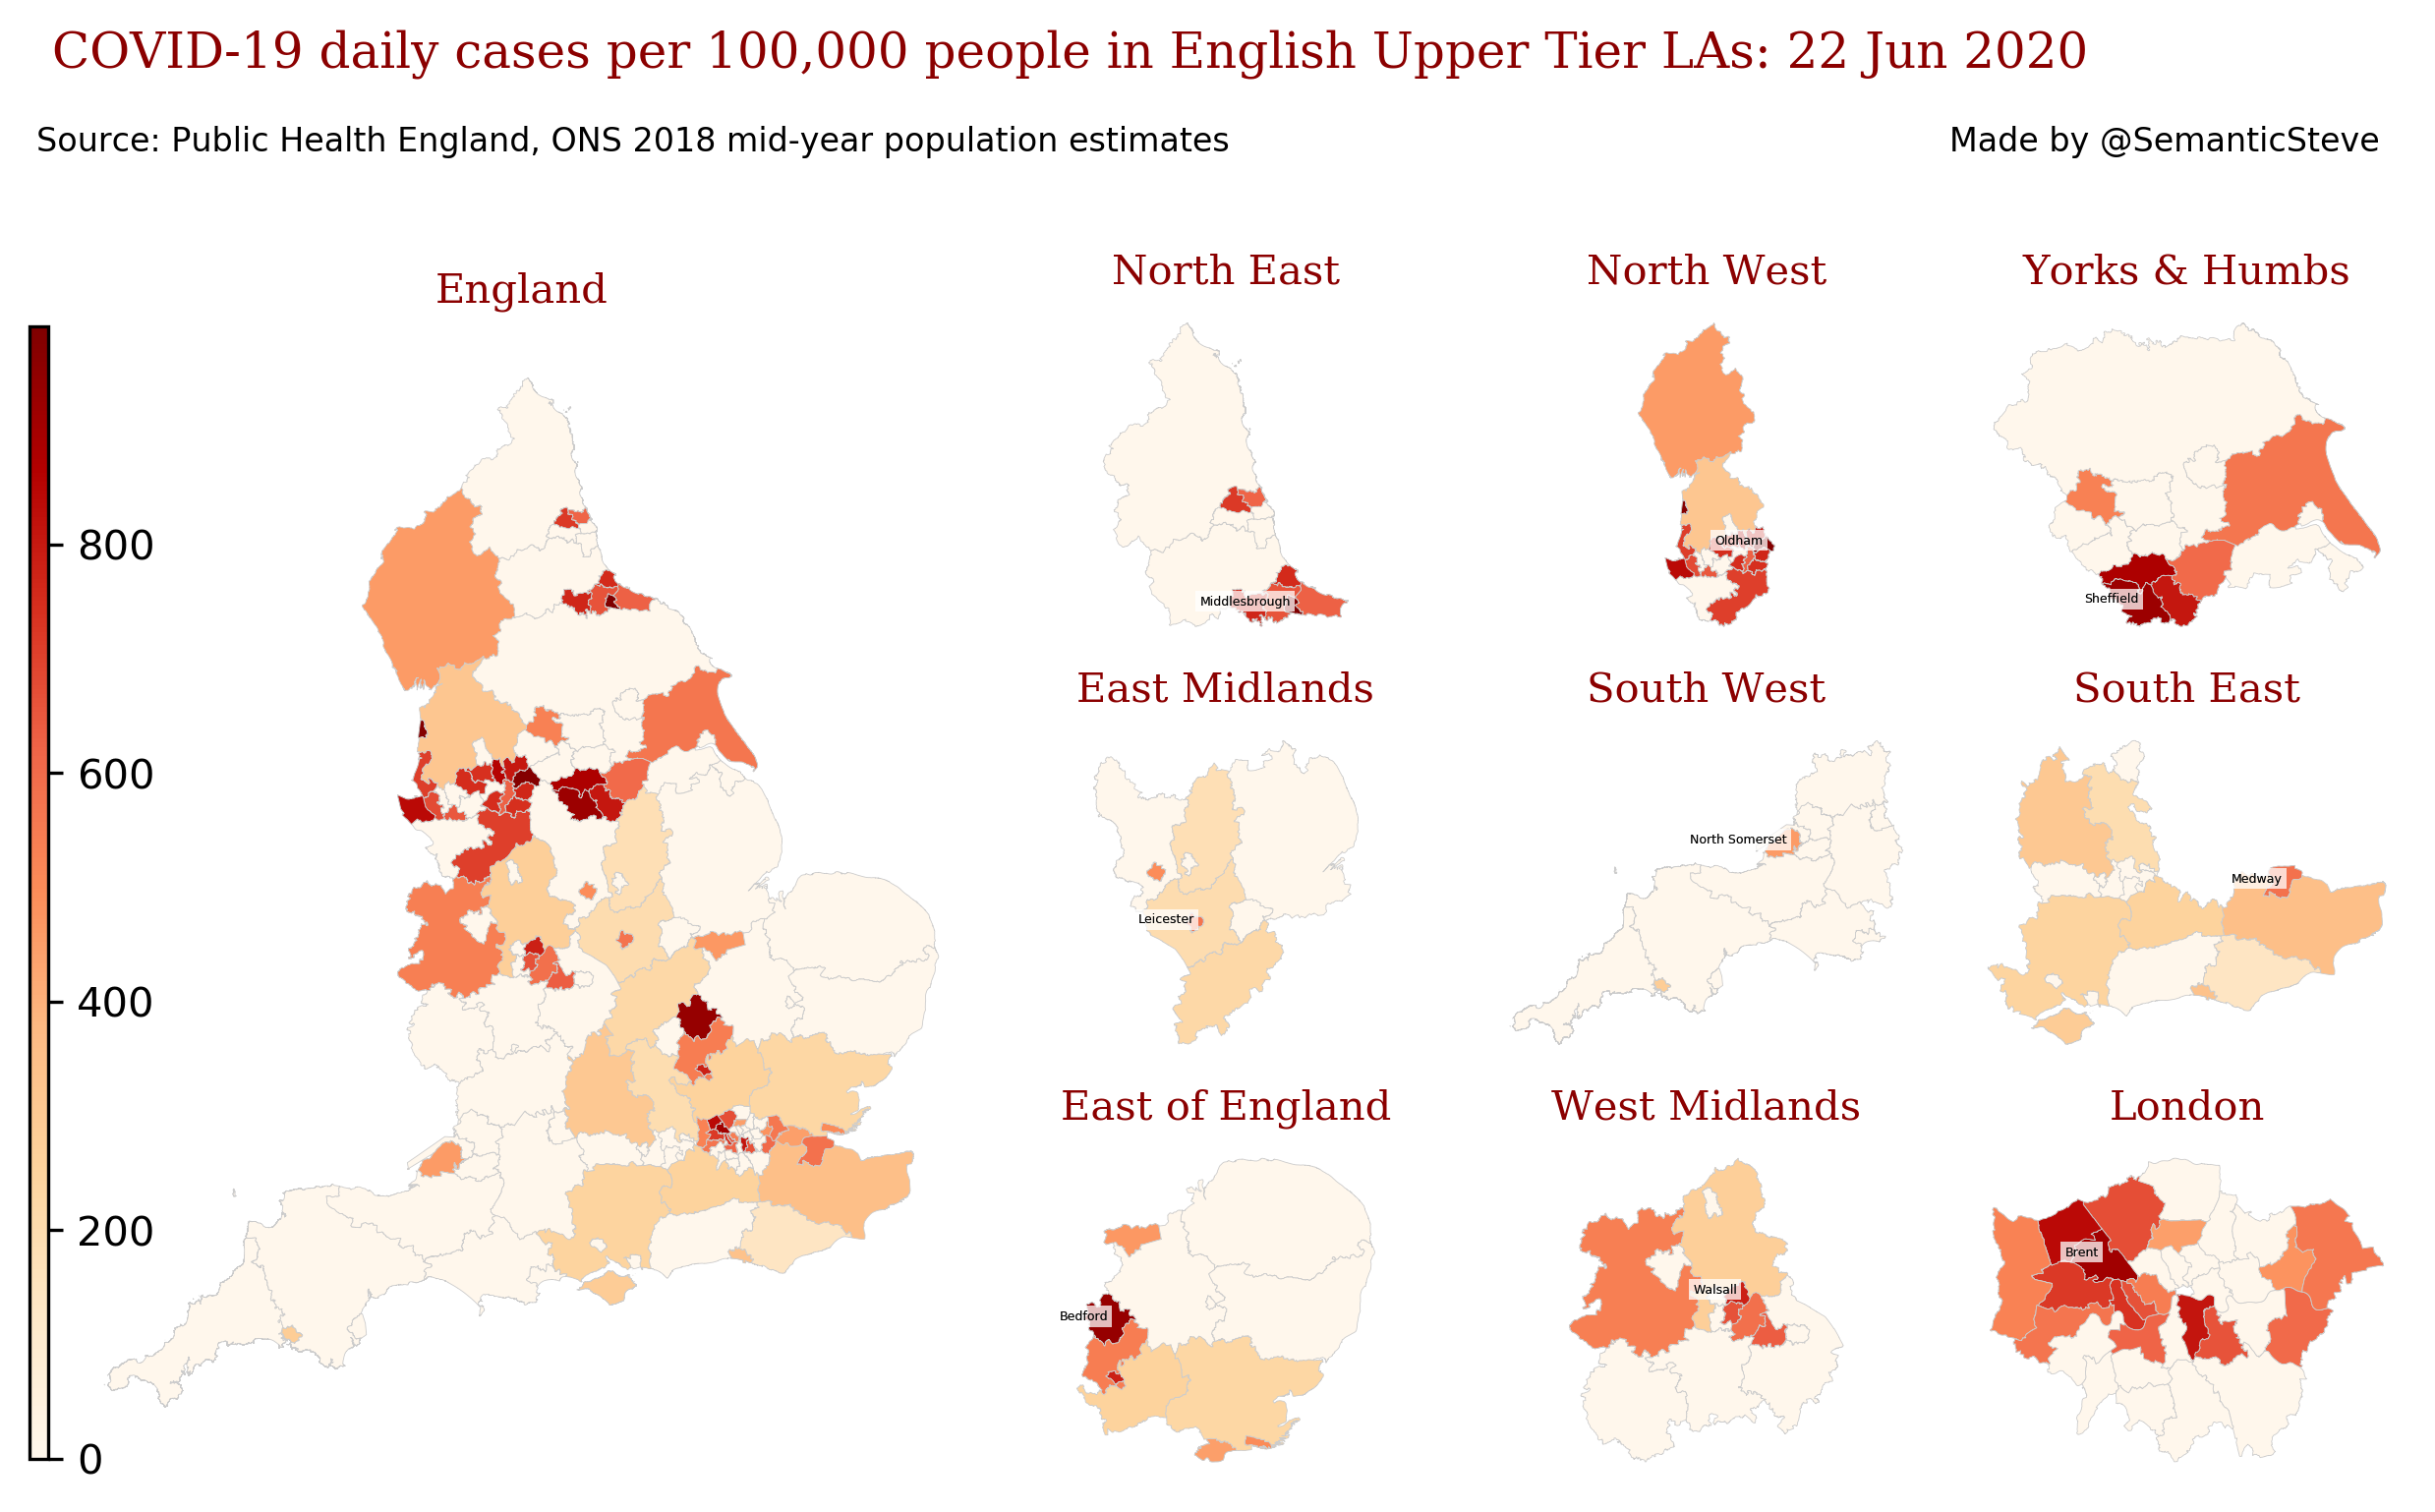 COVID-19 daily cases per 100,000 people in English Upper Tier LAs: 22 Jun 2020
Source: Public Health England, ONS 2018 mid-year population estimates
Made by @SemanticSteve
England
800
600
400
200
0
North East
Middlesbrough
North West
Oldham
Yorks & Humbs
Sheffield
East Midlands
Leicester
South West
North Somerset
South East
Medway
East of England
Bedford
West Midlands
Walsall
London
Brent